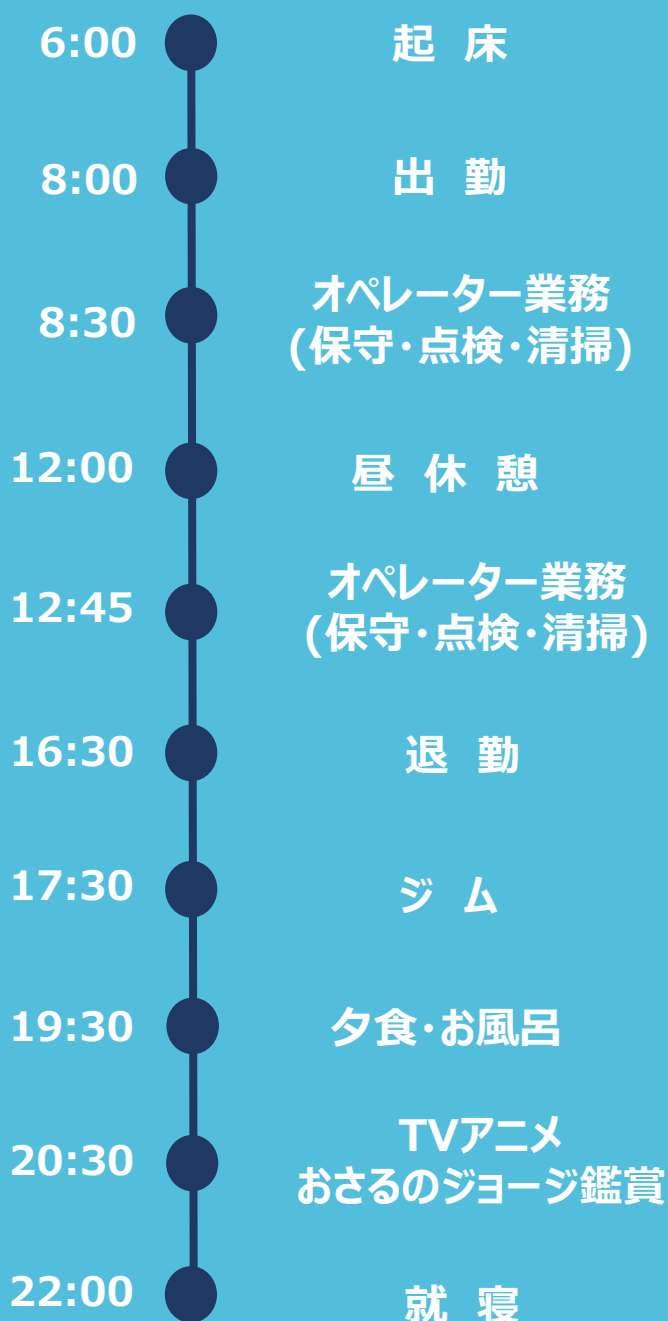 6:00 起 床
8:00 出 勤
8:30 オペレーター業務
(保守・点検・清掃)
12:00 昼 休 憩
12:45 オペレーター業務
(保守・点検・清掃)
16:30 退 勤
17:30 ジ ム
19:30 夕食・お風呂
20:30 TVアニメ
おさるのジョージ鑑賞
22:00 就 寝